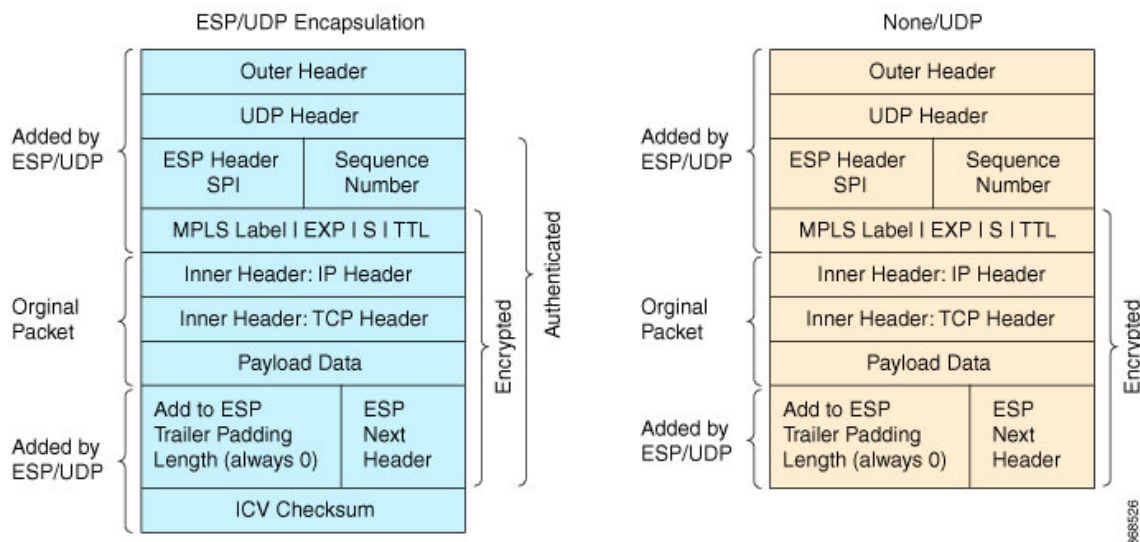 ESP/UDP Encapsulation
Added by
ESP/UDP
Orginal
Packet
Added by
ESP/UDP
Outer Header
UDP Header
ESP Header
SPI
Sequence
Number
MPLS Label | EXP | S | TTL
Inner Header: IP Header
Inner Header: TCP Header
Payload Data
Add to ESP
Trailer Padding
Length (always 0)
ESP
Next
Header
ICV Checksum
Encrypted
Authenticated
None/UDP
Added by
ESP/UDP
Orginal
Packet
Added by
ESP/UDP
Outer Header
UDP Header
ESP Header
SPI
Sequence
Number
MPLS Label | EXP | S | TTL
Inner Header: IP Header
Inner Header: TCP Header
Payload Data
Add to ESP
Trailer Padding
Length (always 0)
ESP
Next
Header
Encrypted
368526